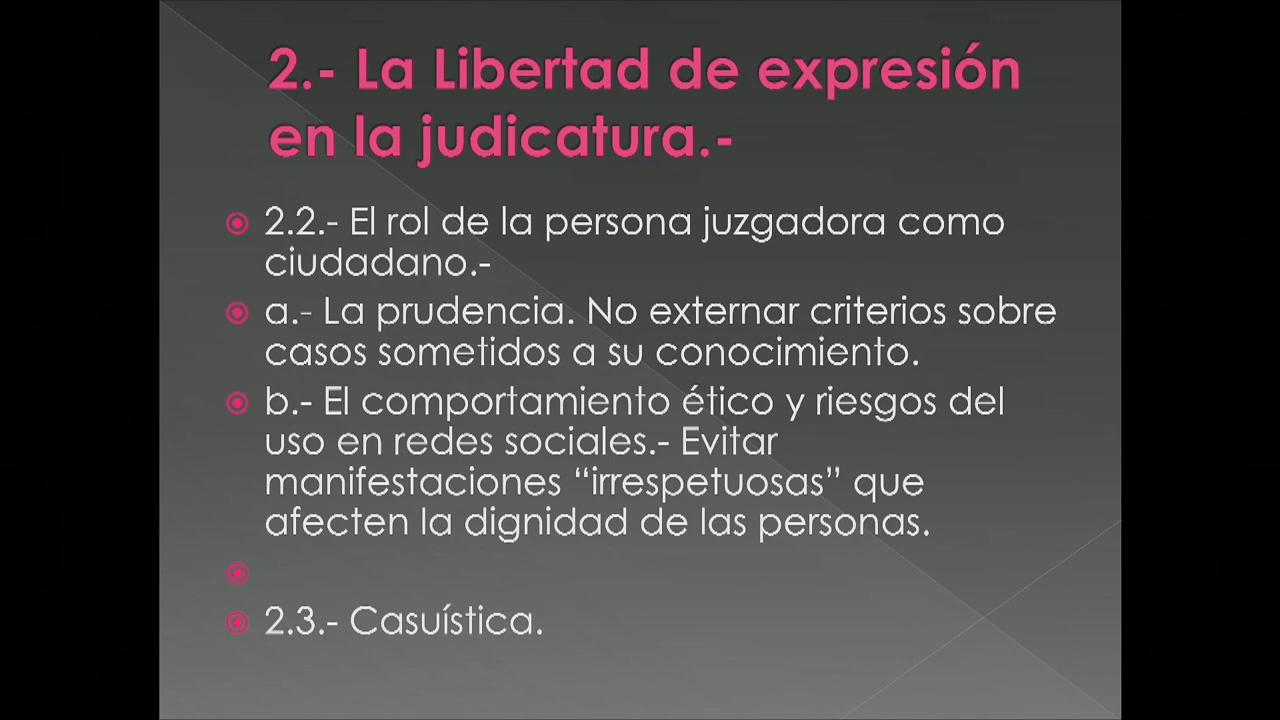 2.- La Libertad de expresión
en la judicatura.-
2.2.- El rol de la persona juzgadora como
ciudadano.-
a.- La prudencia. No externar criterios sobre
casos sometidos a su conocimiento.
b.- El comportamiento ético y riesgos del
uso en redes sociales.- Evitar
manifestaciones “irrespetuosas” que
afecten la dignidad de las personas.
2.3.- Casuística.